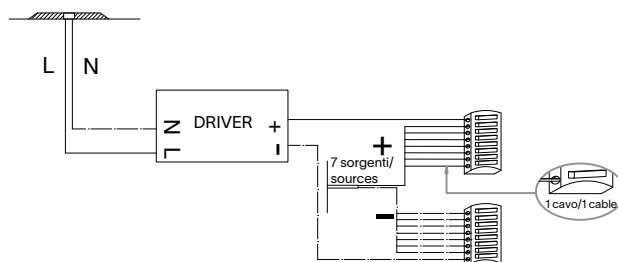 L N
DRIVER
N
L
+
-
+
7 sorgenti/
sources
-
1 cavo/1 cable